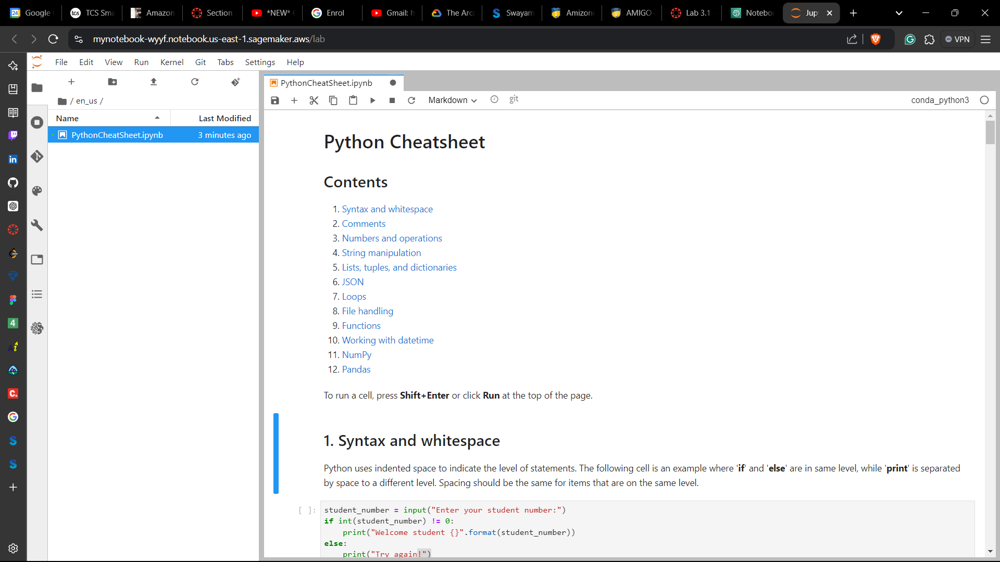 Google
TCS Sma
Amazon
Section
*NEW*
Enrol
Gmail: h
The Arc
Swayam
Amizon
AMIGO-
Lab 3.1
Notebo
Jup
mynotebook-wyyf.notebook.us-east-1.sagemaker.aws/lab
VPN
File Edit View Run Kernel Git Tabs Settings Help
/ en_us /
Name Last Modified
PythonCheatSheet.ipynb 3 minutes ago
PythonCheatSheet.ipynb
Markdown git conda_python3
Python Cheatsheet
Contents
1. Syntax and whitespace
2. Comments
3. Numbers and operations
4. String manipulation
5. Lists, tuples, and dictionaries
6. JSON
7. Loops
8. File handling
9. Functions
10. Working with datetime
11. NumPy
12. Pandas
To run a cell, press Shift+Enter or click Run at the top of the page.
1. Syntax and whitespace
Python uses indented space to indicate the level of statements. The following cell is an example where 'if' and 'else' are in same level, while 'print' is separated
by space to a different level. Spacing should be the same for items that are on the same level.
[ ]: student_number = input("Enter your student number:")
if int(student_number) != 0:
print("Welcome student {}".format(student_number))
else:
print("Try again!")